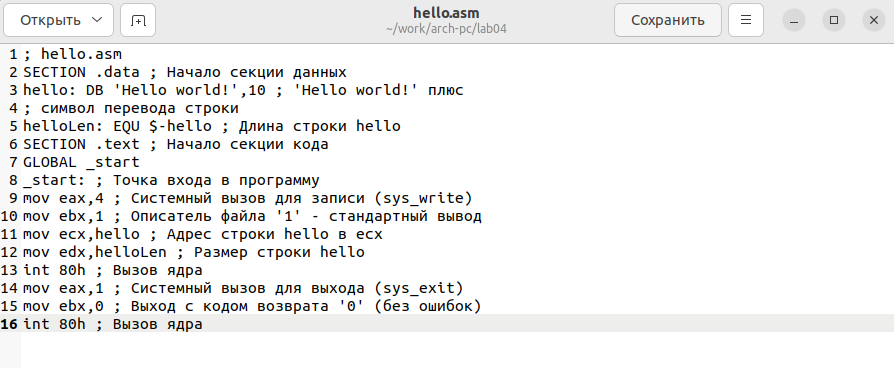 Открыть
hello.asm
~/work/arch-pc/lab04
Сохранить
1 ; hello.asm
2 SECTION .data ; Начало секции данных
3 hello: DB 'Hello world!',10 ; 'Hello world!' плюс
4 ; символ перевода строки
5 helloLen: EQU $-hello ; Длина строки hello
6 SECTION .text ; Начало секции кода
7 GLOBAL _start
8 _start: ; Точка входа в программу
9 mov eax,4 ; Системный вызов для записи (sys_write)
10 mov ebx,1 ; Описатель файла '1' - стандартный вывод
11 mov ecx,hello ; Адрес строки hello в ecx
12 mov edx,helloLen ; Размер строки hello
13 int 80h ; Вызов ядра
14 mov eax,1 ; Системный вызов для выхода (sys_exit)
15 mov ebx,0 ; Выход с кодом возврата '0' (без ошибок)
16 int 80h ; Вызов ядра